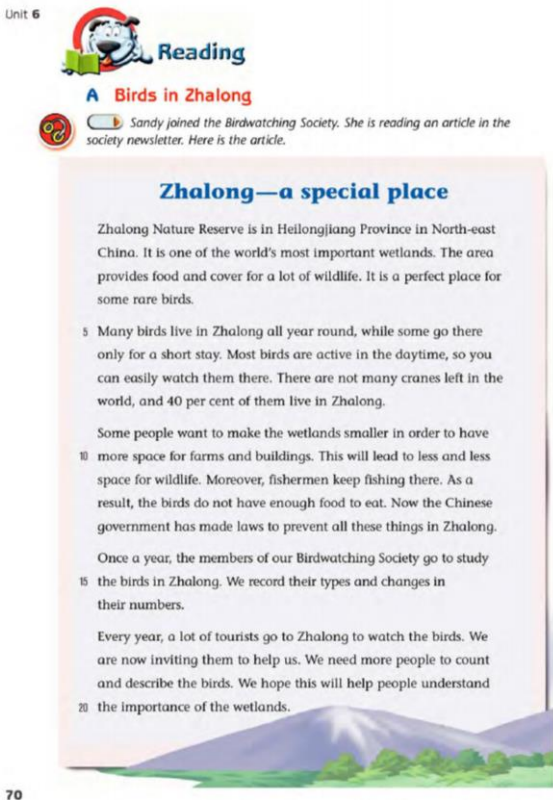 Unit 6
Reading
A Birds in Zhalong
Sandy joined the Birdwatching Society. She is reading an article in the
society newsletter. Here is the article.
Zhalong—a special place
Zhalong Nature Reserve is in Heilongjiang Province in North-east
China. It is one of the world's most important wetlands. The area
provides food and cover for a lot of wildlife. It is a perfect place for
some rare birds.
5 Many birds live in Zhalong all year round, while some go there
only for a short stay. Most birds are active in the daytime, so you
can easily watch them there. There are not many cranes left in the
world, and 40 per cent of them live in Zhalong.
Some people want to make the wetlands smaller in order to have
10 more space for farms and buildings. This will lead to less and less
space for wildlife. Moreover, fishermen keep fishing there. As a
result, the birds do not have enough food to eat. Now the Chinese
government has made laws to prevent all these things in Zhalong.
Once a year, the members of our Birdwatching Society go to study
15 the birds in Zhalong. We record their types and changes in
their numbers.
Every year, a lot of tourists go to Zhalong to watch the birds. We
are now inviting them to help us. We need more people to count
and describe the birds. We hope this will help people understand
20 the importance of the wetlands.
70